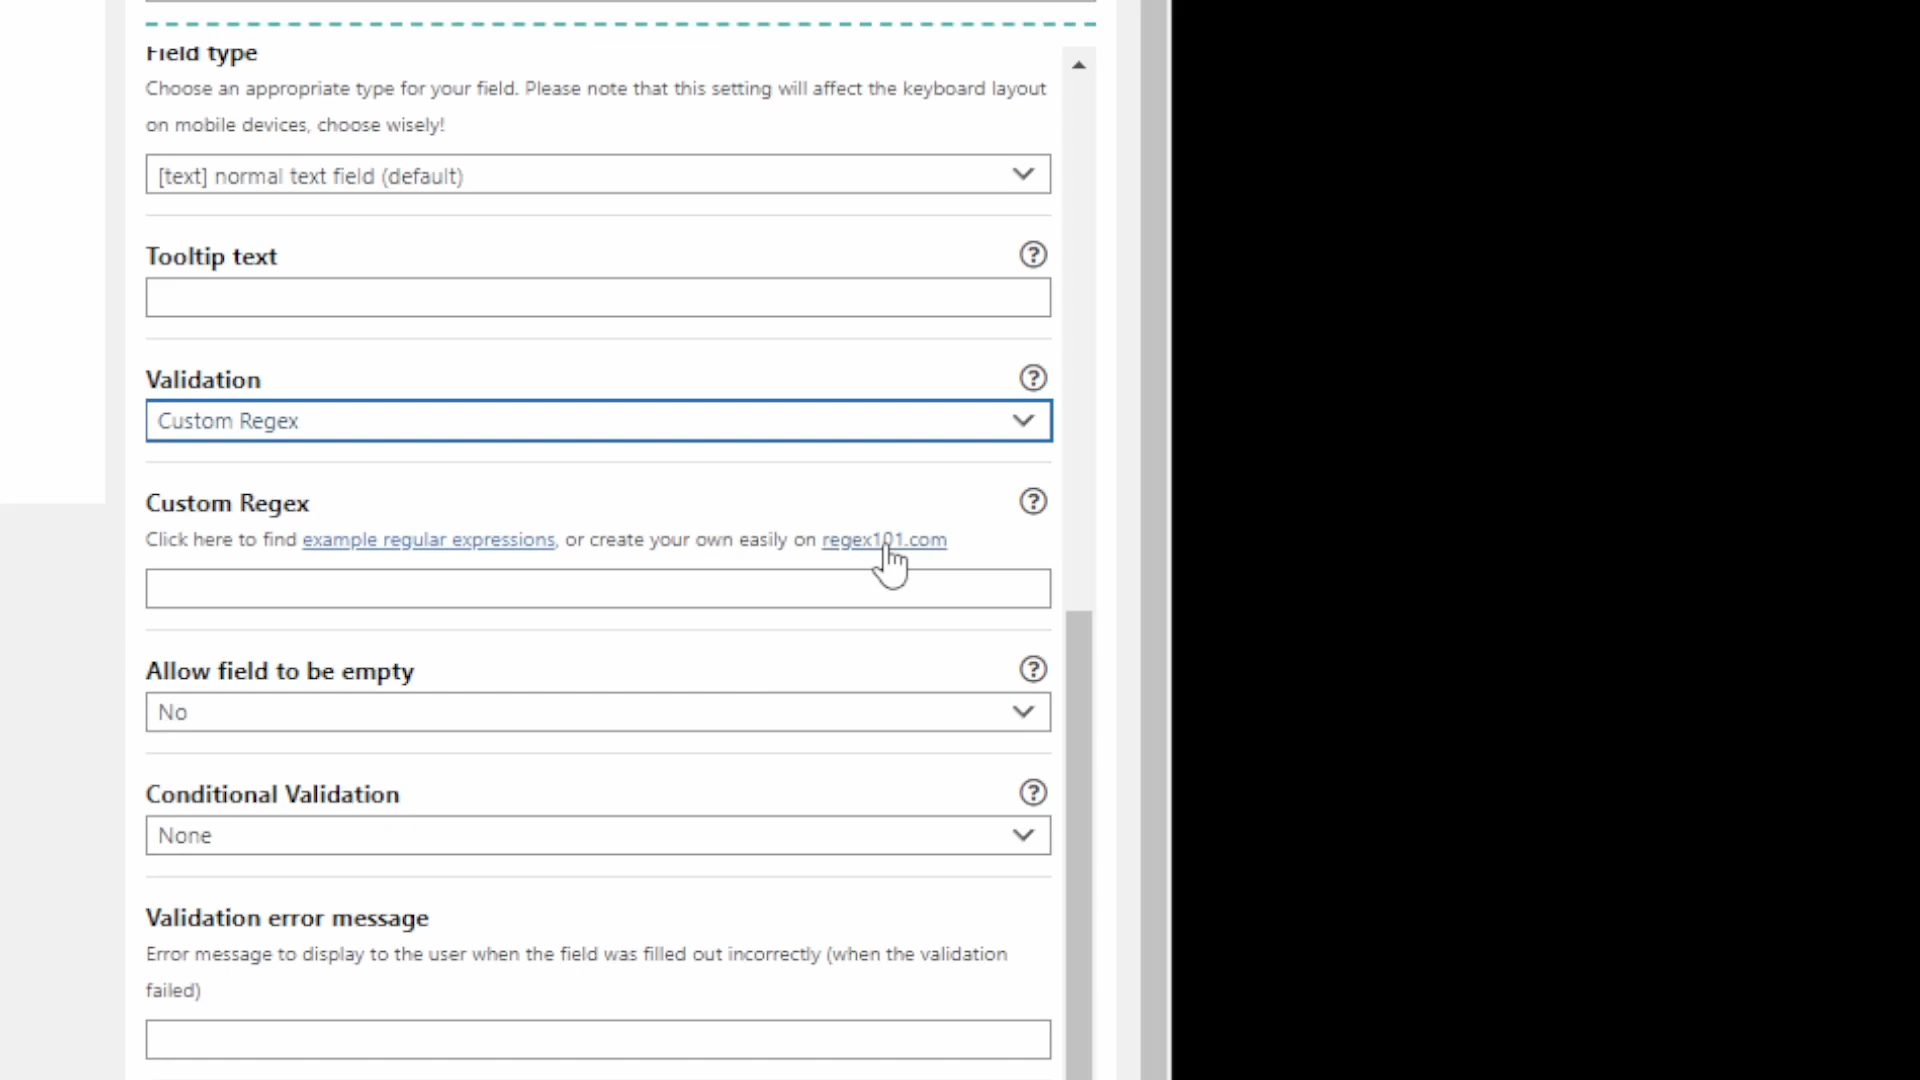 Field type
Choose an appropriate type for your field. Please note that this setting will affect the keyboard layout
on mobile devices, choose wisely!
[text] normal text field (default)
Tooltip text
Validation
Custom Regex
Custom Regex
Click here to find example regular expressions, or create your own easily on regex101.com
Allow field to be empty
No
Conditional Validation
None
Validation error message
Error message to display to the user when the field was filled out incorrectly (when the validation
failed)